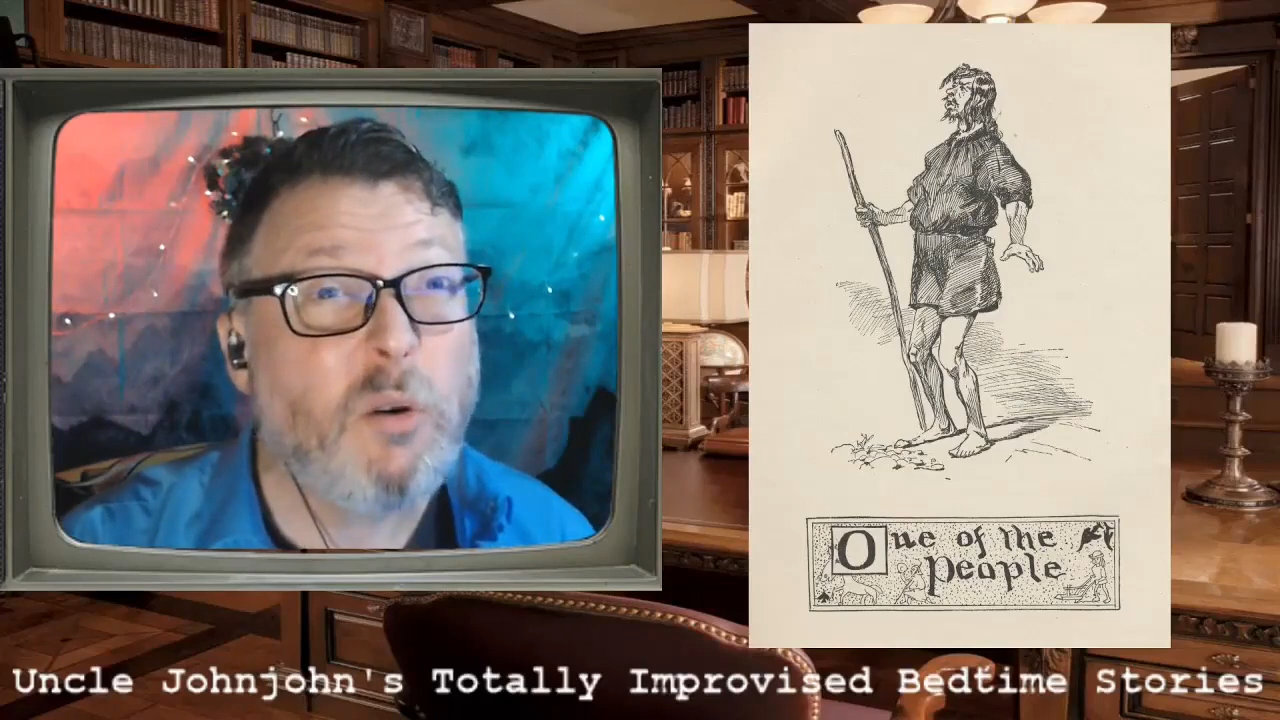 One of the
people
Uncle Johnjohn's Totally Improvised Bedtime Stories